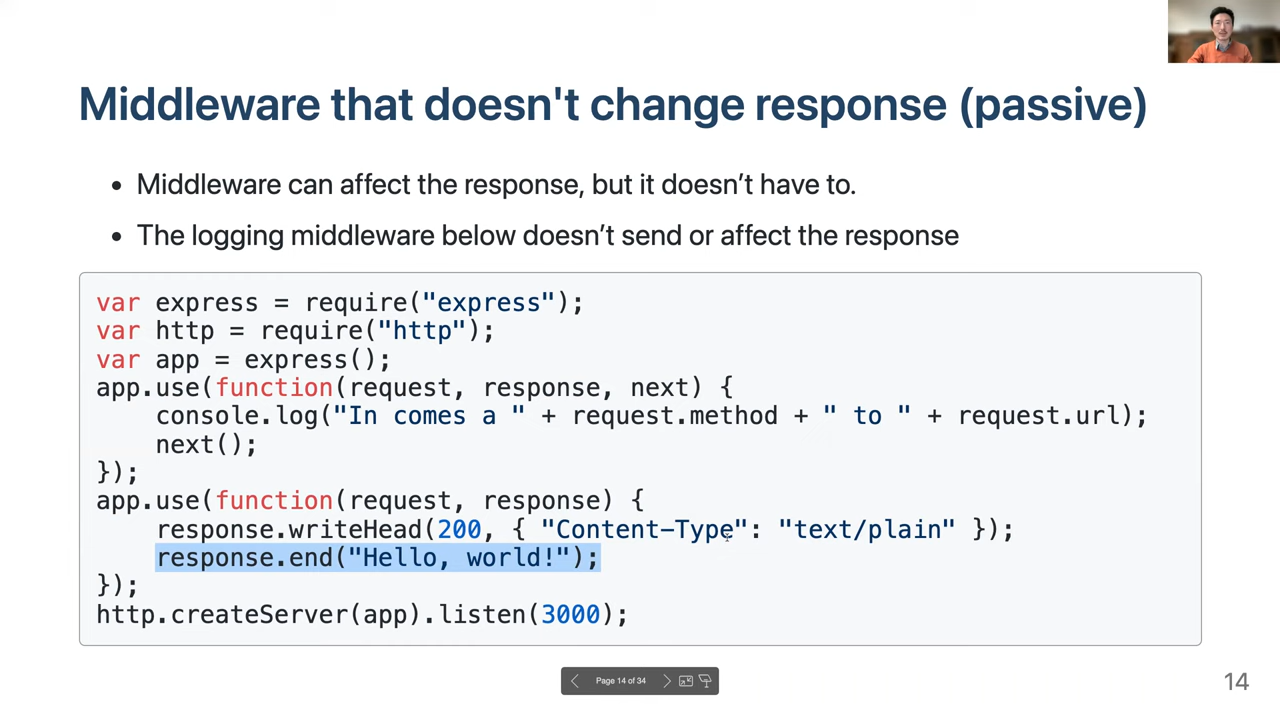 Middleware that doesn't change response (passive)
• Middleware can affect the response, but it doesn’t have to.
• The logging middleware below doesn’t send or affect the response
var express = require("express");
var http = require("http");
var app = express();
app.use(function(request, response, next) {
    console.log("In comes a " + request.method + " to " + request.url);
    next();
});
app.use(function(request, response) {
    response.writeHead(200, { "Content-Type": "text/plain" });
    response.end("Hello, world!");
});
http.createServer(app).listen(3000);
Page 14 of 34
14